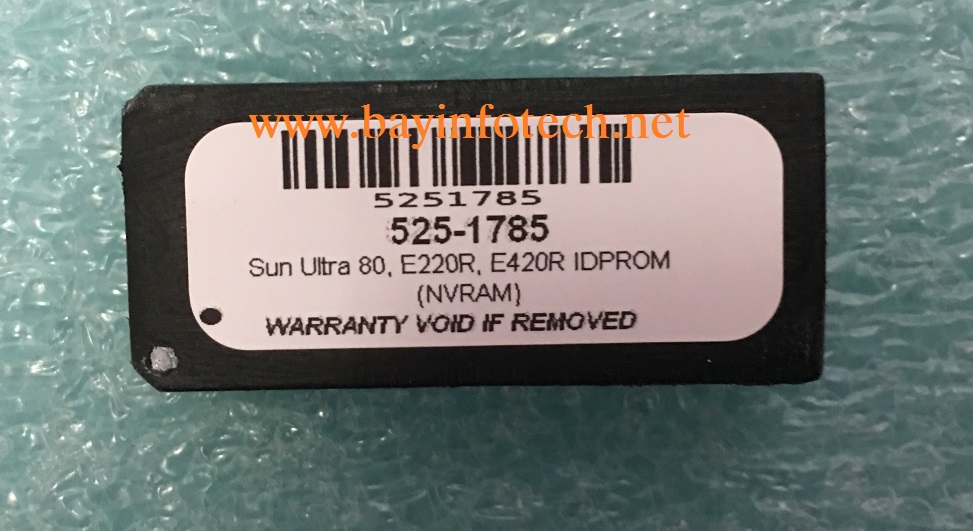 www.bayinfotech.net
5251785
525-1785
Sun Ultra 80, E220R, E420R IDPROM
(NVRAM)
WARRANTY VOID IF REMOVED